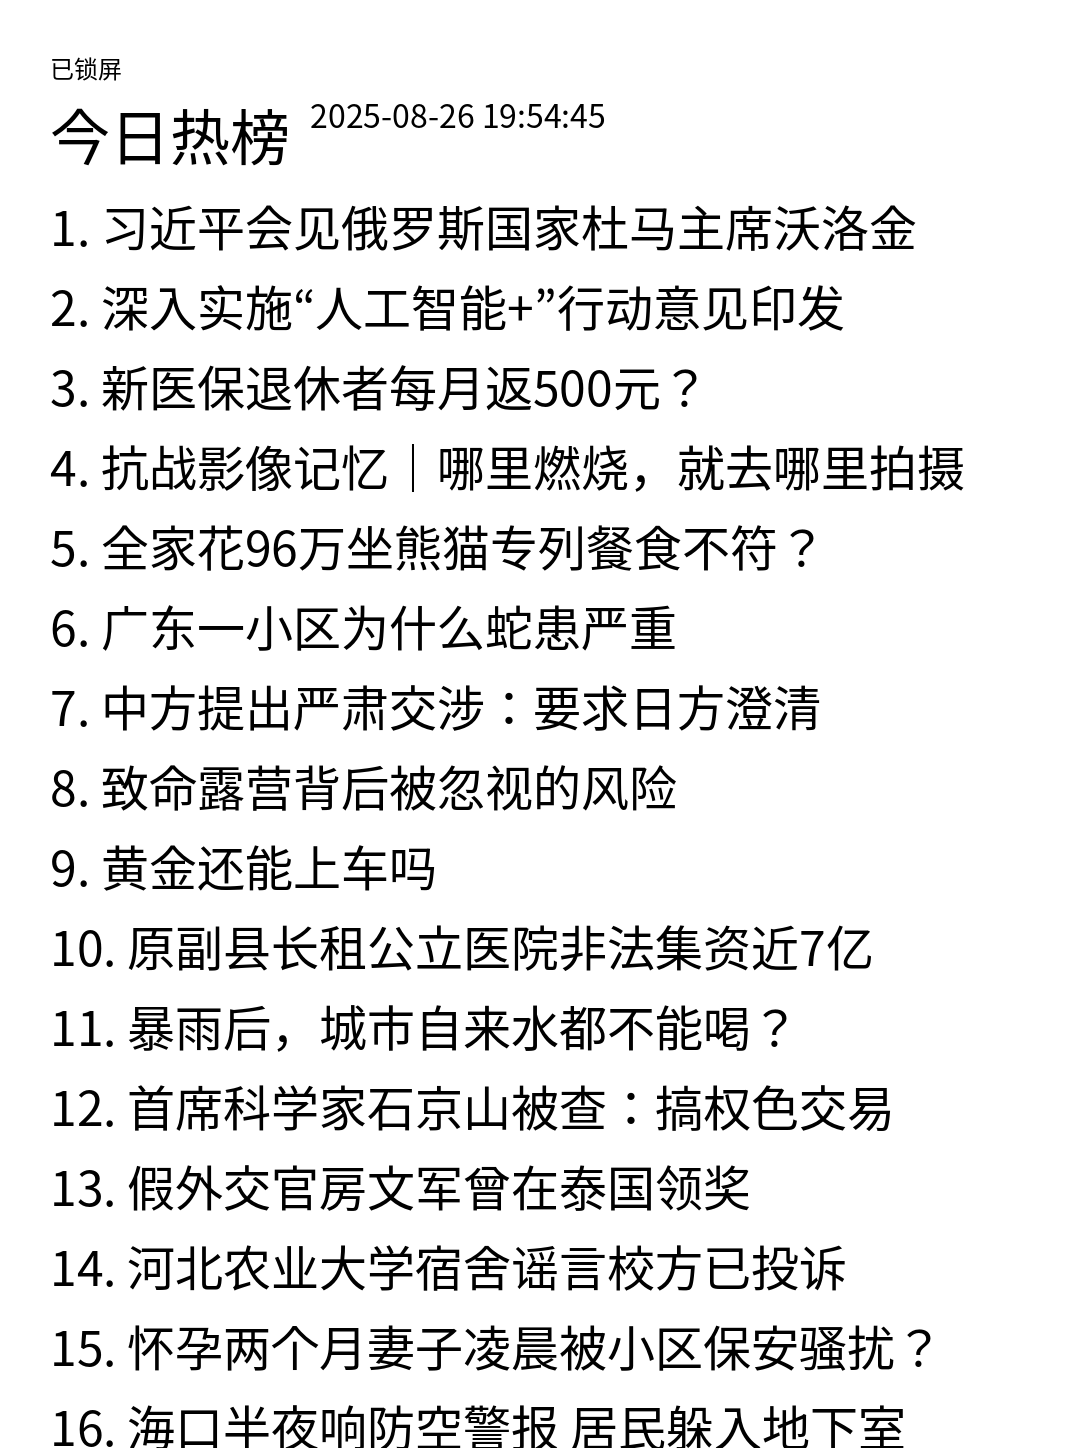 已锁屏
今日热榜 2025-08-26 19:54:45
1. 习近平会见俄罗斯国家杜马主席沃洛金
2. 深入实施“人工智能+”行动意见印发
3. 新医保退休者每月返500元？
4. 抗战影像记忆｜哪里燃烧，就去哪里拍摄
5. 全家花96万坐熊猫专列餐食不符？
6. 广东一小区为什么蛇患严重
7. 中方提出严肃交涉：要求日方澄清
8. 致命露营背后被忽视的风险
9. 黄金还能上车吗
10. 原副县长租公立医院非法集资近7亿
11. 暴雨后，城市自来水都不能喝？
12. 首席科学家石京山被查：搞权色交易
13. 假外交官房文军曾在泰国领奖
14. 河北农业大学宿舍谣言校方已投诉
15. 怀孕两个月妻子凌晨被小区保安骚扰？
16. 海口半夜响防空警报 居民躲入地下室